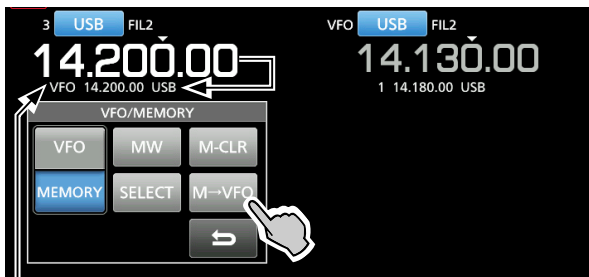 3 USB FIL2
14.200.00
VFO 14.200.00 USB
VFO/MEMORY
VFO MW M-CLR
MEMORY SELECT M→VFO
VFO USB FIL2
14.130.00
1 14.180.00 USB